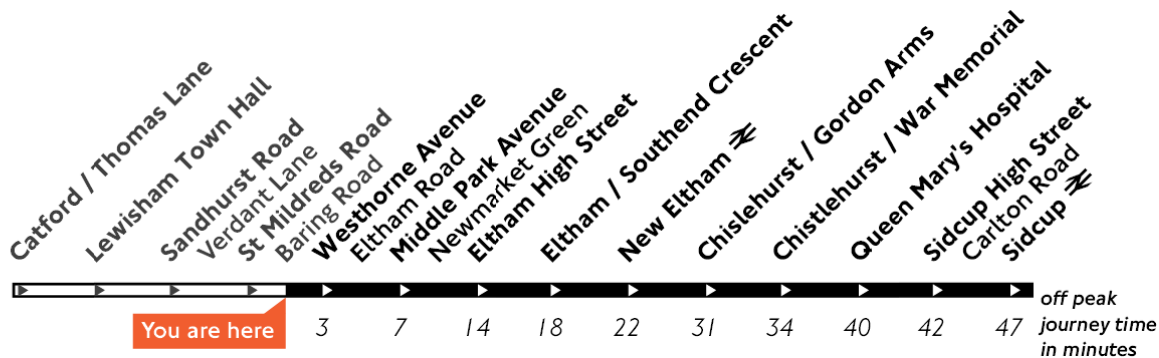 Catford / Thomas Lane
Lewisham Town Hall
Sandhurst Road
Verdant Lane
St Mildreds Road
Baring Road
Westhorne Avenue
Eltham Road
Middle Park Avenue
Newmarket Green
Eltham High Street
Eltham / Southend Crescent
New Eltham
Chislehurst / Gordon Arms
Chistlehurst / War Memorial
Queen Mary's Hospital
Sidcup High Street
Carlton Road
Sidcup
You are here
3 7 14 18 22 31 34 40 42 47
off peak
journey time
in minutes